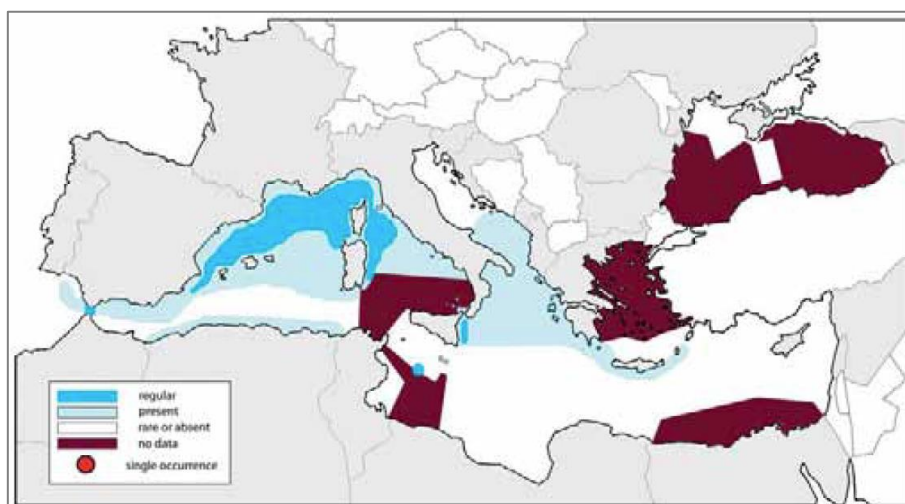 regular
present
rare or absent
no data
single occurrence